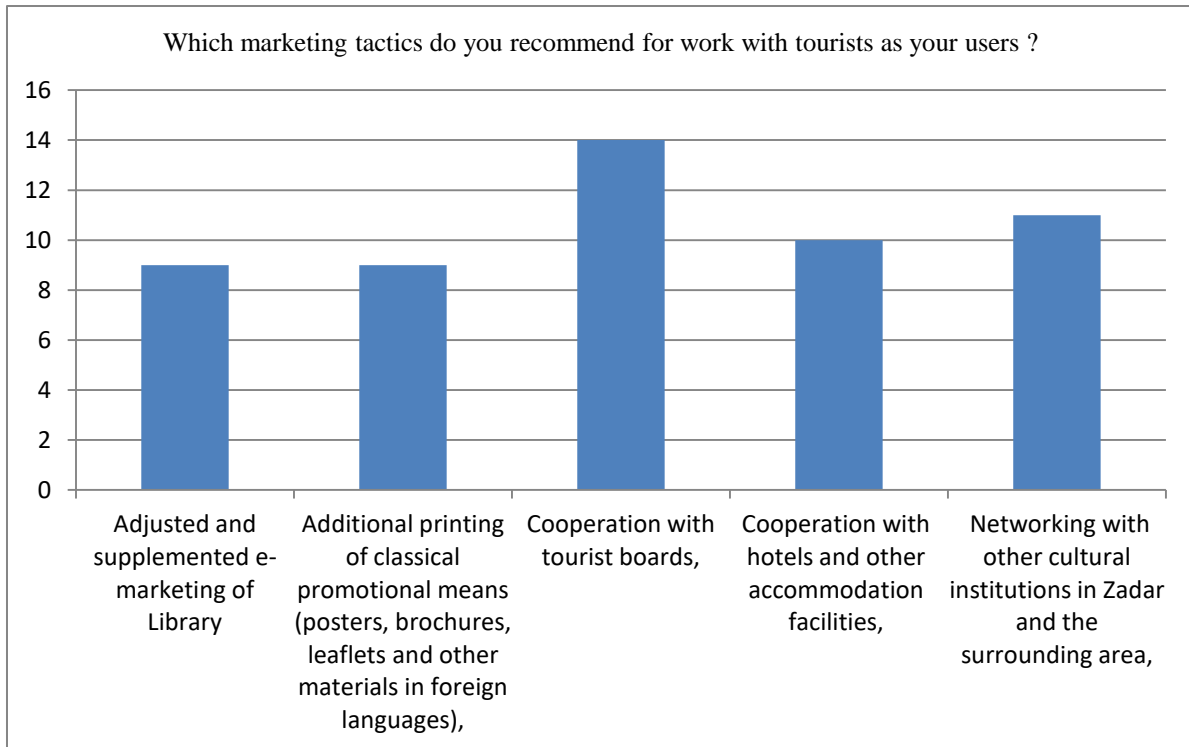 Which marketing tactics do you recommend for work with tourists as your users ?
16
14
12
10
8
6
4
2
0
Adjusted and
supplemented e-
marketing of
Library
Additional printing
of classical
promotional means
(posters, brochures,
leaflets and other
materials in foreign
languages),
Cooperation with
tourist boards,
Cooperation with
hotels and other
accommodation
facilities,
Networking with
other cultural
institutions in Zadar
and the
surrounding area,